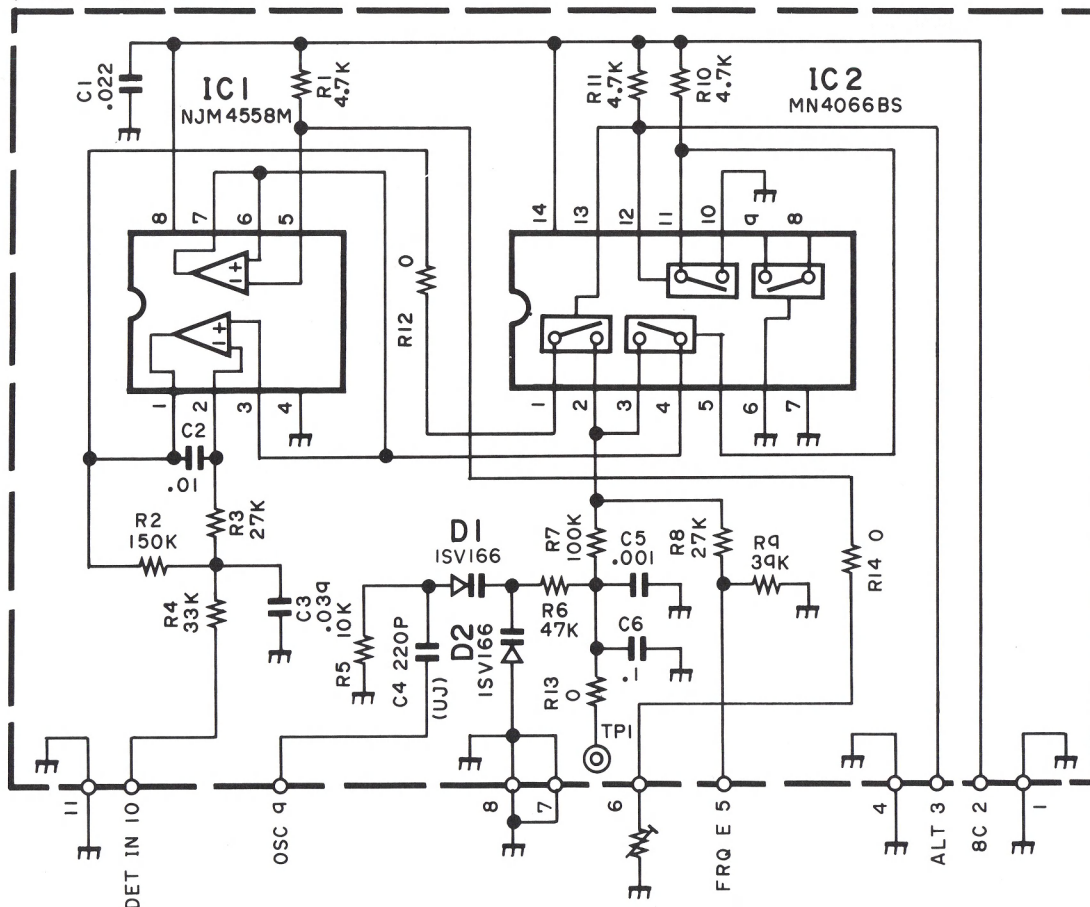 C1
.022
IC1
NJM4558M
R1
4.7K
R11
4.7K
R10
4.7K
IC2
MN4066BS
8
7
6
5
14
13
12
11
10
9
8
+
−
+
−
R12
0
1
2
3
4
1
2
3
4
5
6
7
C2
.01
R3
27K
R2
150K
R4
33K
C3
.039
R5
10K
C4 220P
(UJ)
D1
1SV166
D2
1SV166
R6
47K
R7
100K
C5
.001
R8
27K
R9
39K
R14 0
C6
.1
R13
0
TP1
11
DET IN 10
OSC 9
8
7
6
FRQ E 5
4
ALT 3
8C 2
1